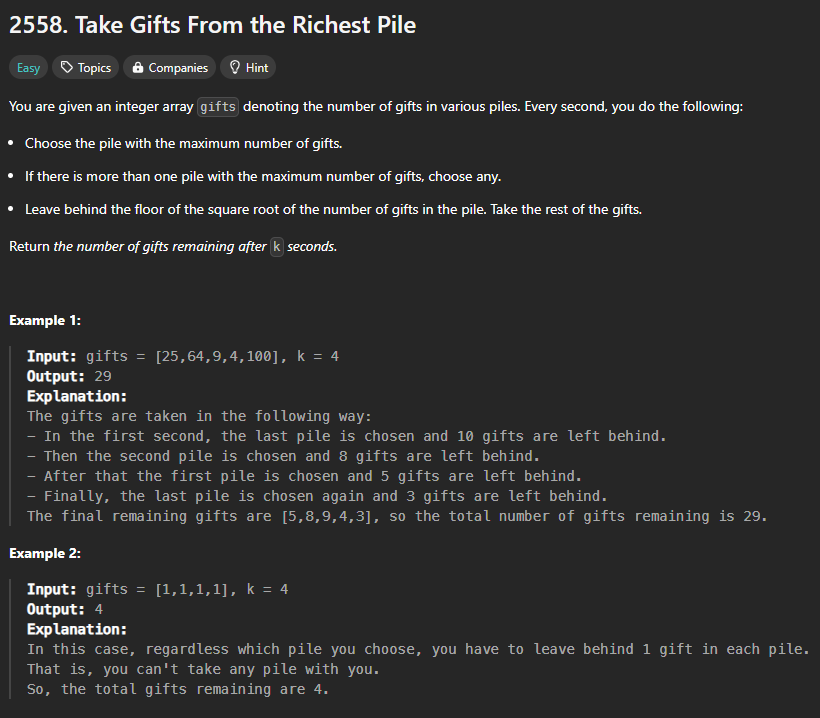 2558. Take Gifts From the Richest Pile
Easy Topics Companies Hint
You are given an integer array gifts denoting the number of gifts in various piles. Every second, you do the following:
• Choose the pile with the maximum number of gifts.
• If there is more than one pile with the maximum number of gifts, choose any.
• Leave behind the floor of the square root of the number of gifts in the pile. Take the rest of the gifts.
Return the number of gifts remaining after k seconds.
Example 1:
Input: gifts = [25,64,9,4,100], k = 4
Output: 29
Explanation:
The gifts are taken in the following way:
- In the first second, the last pile is chosen and 10 gifts are left behind.
- Then the second pile is chosen and 8 gifts are left behind.
- After that the first pile is chosen and 5 gifts are left behind.
- Finally, the last pile is chosen again and 3 gifts are left behind.
The final remaining gifts are [5,8,9,4,3], so the total number of gifts remaining is 29.
Example 2:
Input: gifts = [1,1,1,1], k = 4
Output: 4
Explanation:
In this case, regardless which pile you choose, you have to leave behind 1 gift in each pile.
That is, you can't take any pile with you.
So, the total gifts remaining are 4.